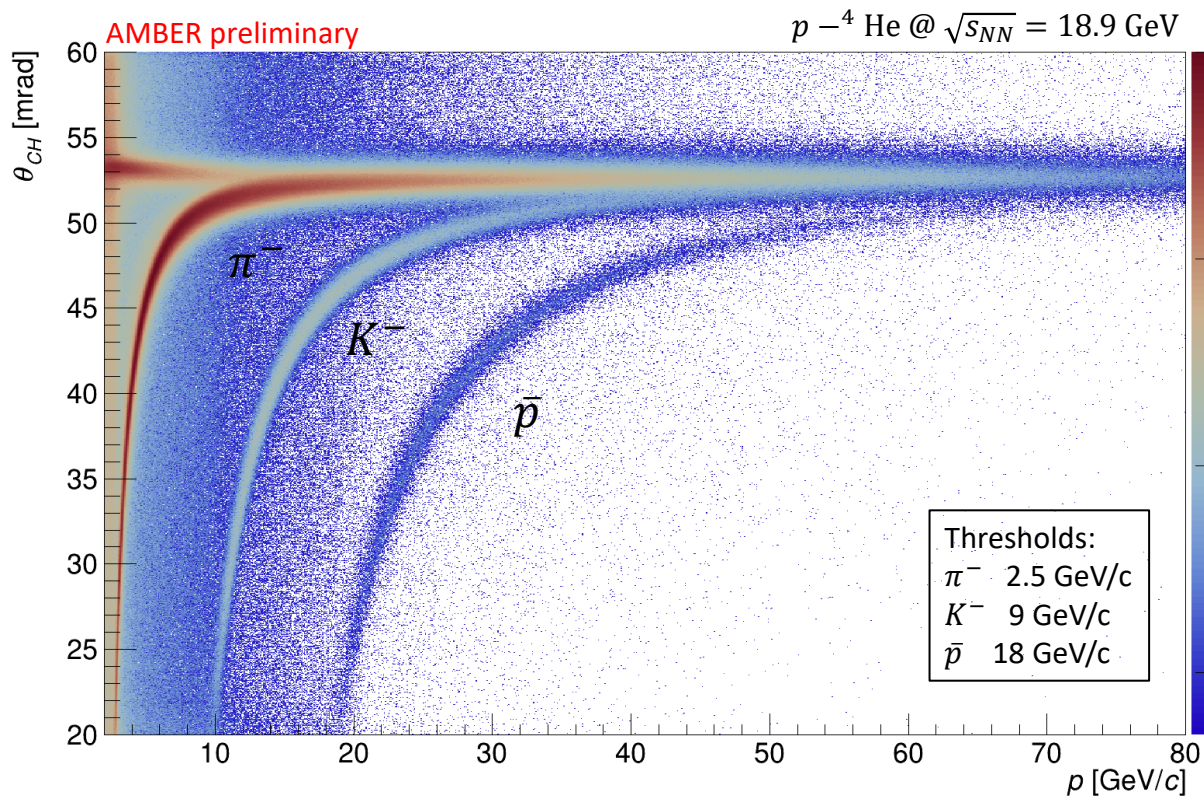 AMBER preliminary
p −⁴ He @ √s_NN = 18.9 GeV
θ_CH [mrad]
60
55
50
45
40
35
30
25
20
π⁻
K⁻
p̄
Thresholds:
π⁻ 2.5 GeV/c
K⁻ 9 GeV/c
p̄ 18 GeV/c
10 20 30 40 50 60 70 80
p [GeV/c]